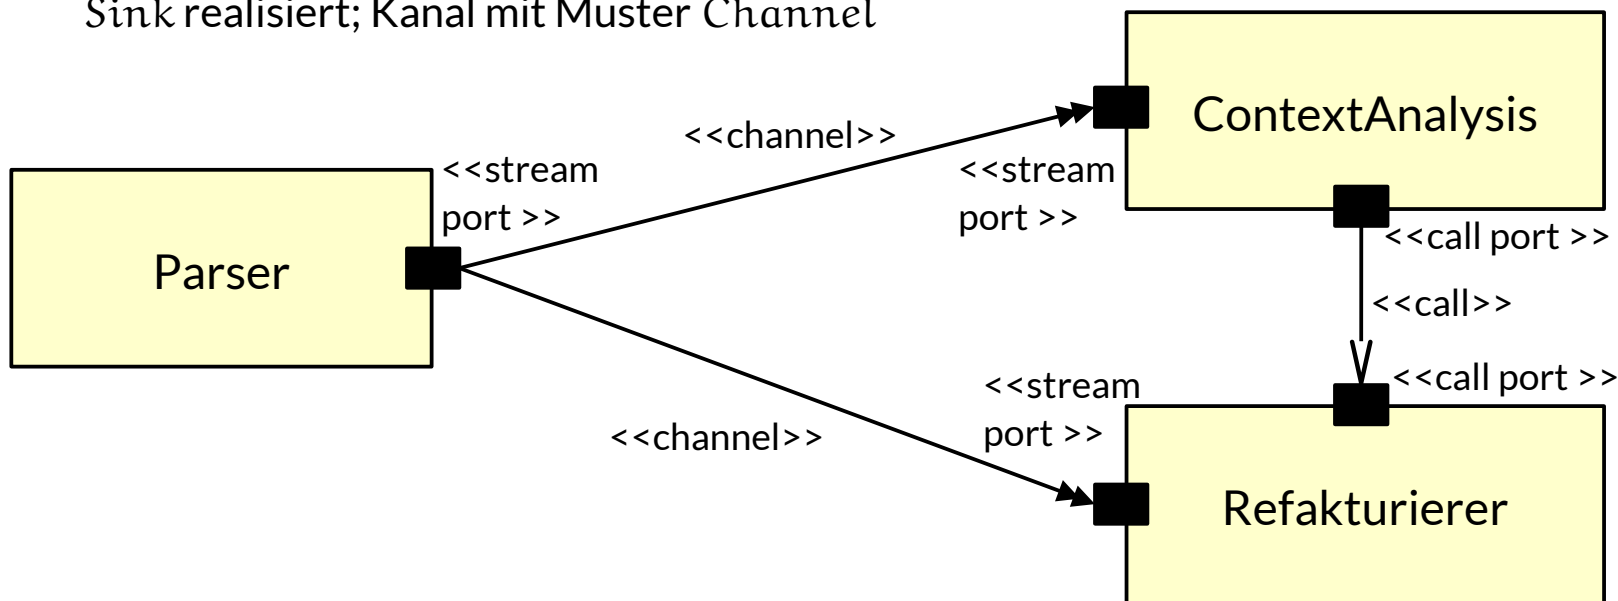 Sink realisiert; Kanal mit Muster Channel
ContextAnalysis
<<channel>>
<<stream
port >>
<<stream
port >>
<<call port >>
Parser
<<call>>
<<stream
port >>
<<call port >>
<<channel>>
Refakturierer